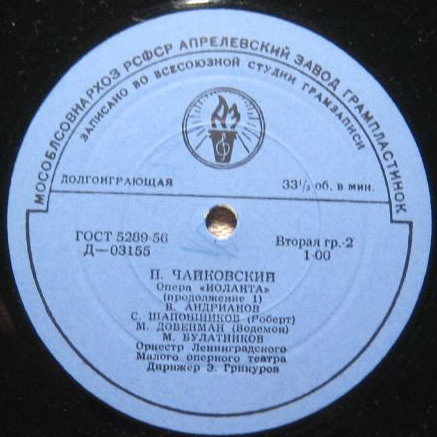 МОСОБЛСОВНАРХОЗ РСФСР АПРЕЛЕВСКИЙ ЗАВОД ГРАМПЛАСТИНОК
ЗАПИСАНО ВО ВСЕСОЮЗНОЙ СТУДИИ ГРАМЗАПИСИ
ДОЛГОИГРАЮЩАЯ 33⅓ об. в мин.
ГОСТ 5289-56 Вторая гр.-2
Д—03155 1-00
П. ЧАЙКОВСКИЙ
Опера «ИОЛАНТА»
(продолжение 1)
В. АНДРИАНОВ
С. ШАПОШНИКОВ (Роберт)
М. ДОВЕНМАН (Водемон)
М. БУЛАТНИКОВ
Оркестр Ленинградского
Малого оперного театра
Дирижер Э. Грикуров